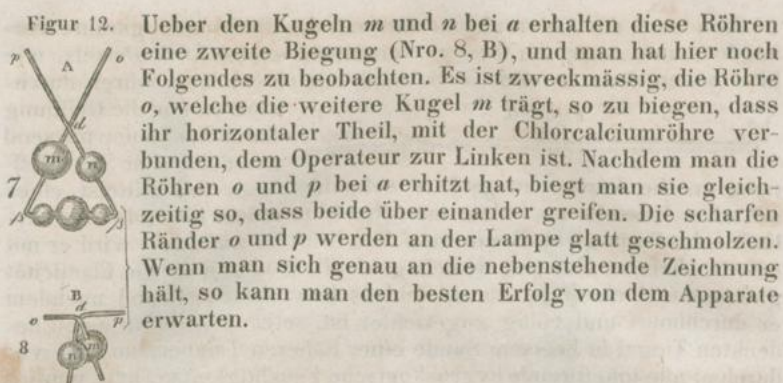 Figur 12.
Ueber den Kugeln m und n bei a erhalten diese Röhren
eine zweite Biegung (Nro. 8, B), und man hat hier noch
Folgendes zu beobachten. Es ist zweckmässig, die Röhre
o, welche die weitere Kugel m trägt, so zu biegen, dass
ihr horizontaler Theil, mit der Chlorcalciumröhre ver-
bunden, dem Operateur zur Linken ist. Nachdem man die
Röhren o und p bei a erhitzt hat, biegt man sie gleich-
zeitig so, dass beide über einander greifen. Die scharfen
Ränder o und p werden an der Lampe glatt geschmolzen.
Wenn man sich genau an die nebenstehende Zeichnung
hält, so kann man den besten Erfolg von dem Apparate
erwarten.
p A o
d
m n
7
β β
B
d
o p
8
n m